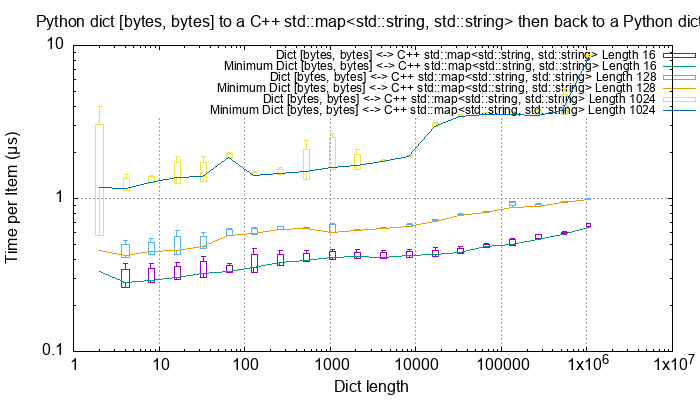 Python dict [bytes, bytes] to a C++ std::map<std::string, std::string> then back to a Python dict
Dict [bytes, bytes] <-> C++ std::map<std::string, std::string> Length 16
Minimum Dict [bytes, bytes] <-> C++ std::map<std::string, std::string> Length 16
Dict [bytes, bytes] <-> C++ std::map<std::string, std::string> Length 128
Minimum Dict [bytes, bytes] <-> C++ std::map<std::string, std::string> Length 128
Dict [bytes, bytes] <-> C++ std::map<std::string, std::string> Length 1024
Minimum Dict [bytes, bytes] <-> C++ std::map<std::string, std::string> Length 1024
10
1
0.1
Time per Item (µs)
1 10 100 1000 10000 100000 1x10⁶ 1x10⁷
Dict length